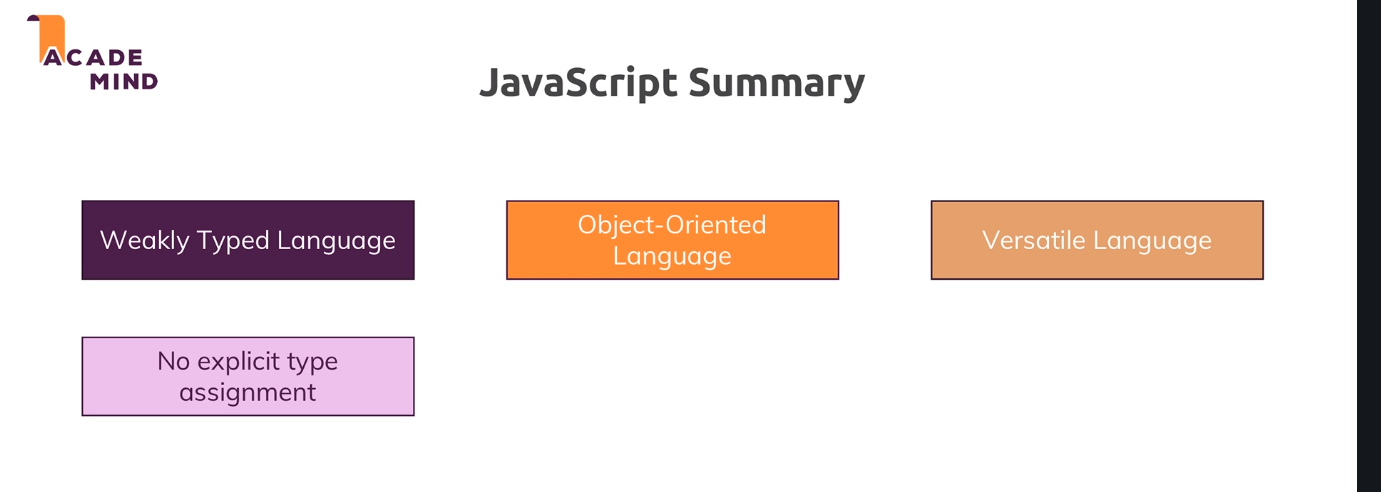 ACADE
MIND
JavaScript Summary
Weakly Typed Language
Object-Oriented
Language
Versatile Language
No explicit type
assignment